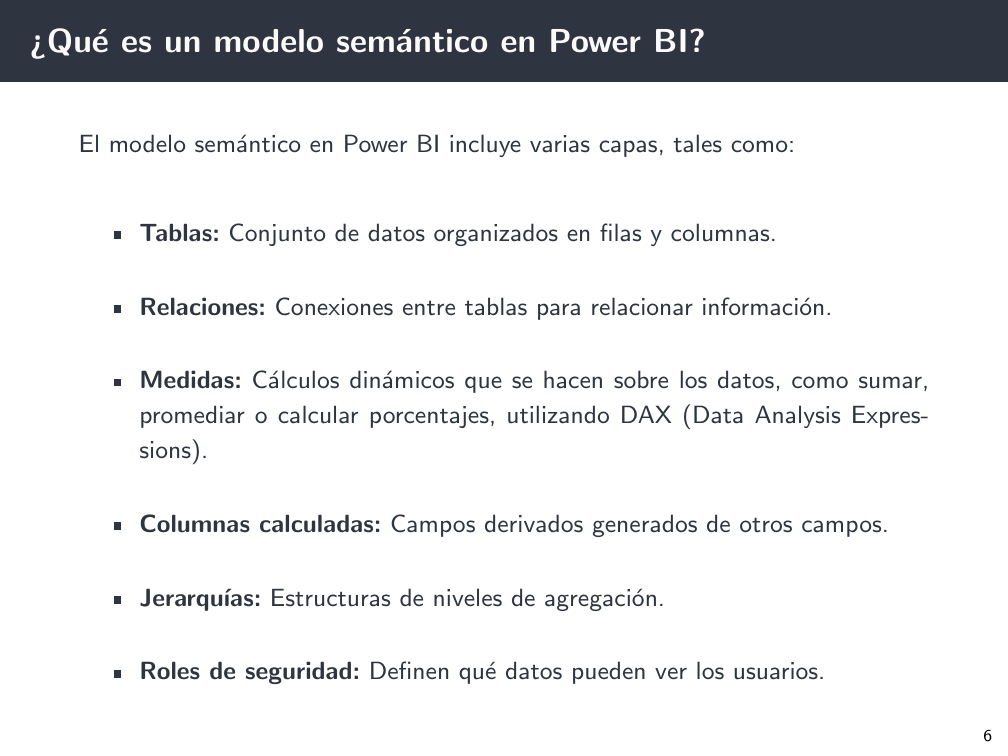 ¿Qué es un modelo semántico en Power BI?
El modelo semántico en Power BI incluye varias capas, tales como:
▪ Tablas: Conjunto de datos organizados en filas y columnas.
▪ Relaciones: Conexiones entre tablas para relacionar información.
▪ Medidas: Cálculos dinámicos que se hacen sobre los datos, como sumar,
promediar o calcular porcentajes, utilizando DAX (Data Analysis Expres-
sions).
▪ Columnas calculadas: Campos derivados generados de otros campos.
▪ Jerarquías: Estructuras de niveles de agregación.
▪ Roles de seguridad: Definen qué datos pueden ver los usuarios.
6